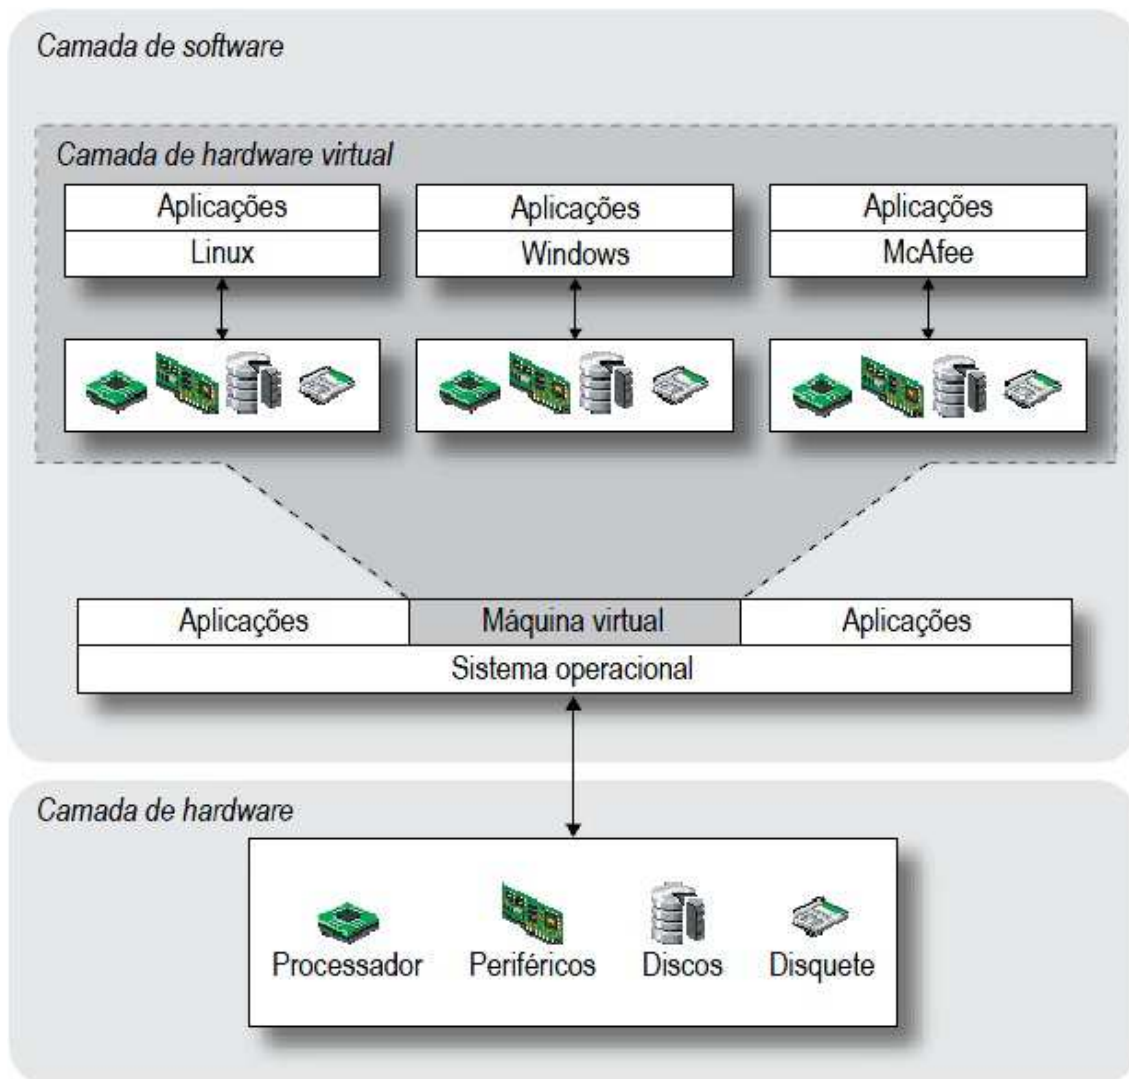 Camada de software
Camada de hardware virtual
Aplicações
Linux
Aplicações
Windows
Aplicações
McAfee
Aplicações
Máquina virtual
Aplicações
Sistema operacional
Camada de hardware
Processador
Periféricos
Discos
Disquete